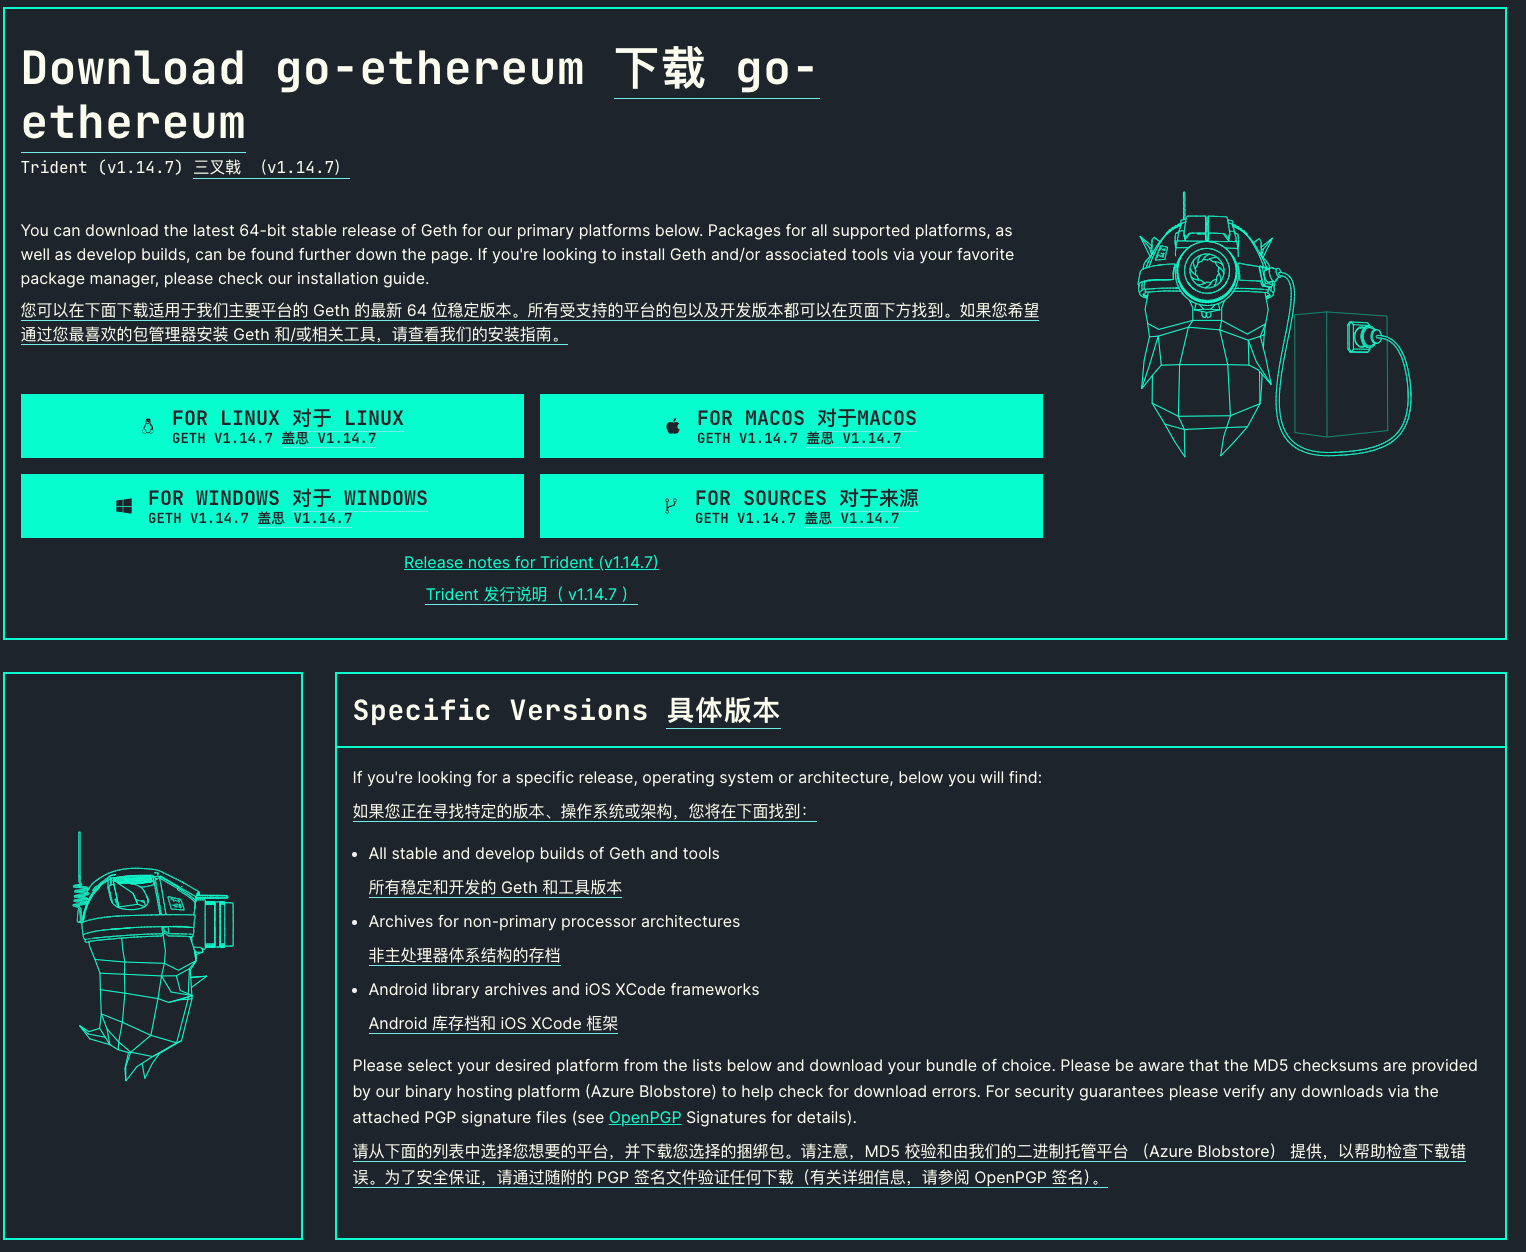 Download go-ethereum 下载 go-
ethereum
Trident (v1.14.7) 三叉戟 （v1.14.7）
You can download the latest 64-bit stable release of Geth for our primary platforms below. Packages for all supported platforms, as
well as develop builds, can be found further down the page. If you're looking to install Geth and/or associated tools via your favorite
package manager, please check our installation guide.
您可以在下面下载适用于我们主要平台的 Geth 的最新 64 位稳定版本。所有受支持的平台的包以及开发版本都可以在页面下方找到。如果您希望
通过您最喜欢的包管理器安装 Geth 和/或相关工具，请查看我们的安装指南。
FOR LINUX 对于 LINUX
GETH V1.14.7 盖思 V1.14.7
FOR MACOS 对于MACOS
GETH V1.14.7 盖思 V1.14.7
FOR WINDOWS 对于 WINDOWS
GETH V1.14.7 盖思 V1.14.7
FOR SOURCES 对于来源
GETH V1.14.7 盖思 V1.14.7
Release notes for Trident (v1.14.7)
Trident 发行说明（ v1.14.7 ）
Specific Versions 具体版本
If you're looking for a specific release, operating system or architecture, below you will find:
如果您正在寻找特定的版本、操作系统或架构，您将在下面找到：
• All stable and develop builds of Geth and tools
所有稳定和开发的 Geth 和工具版本
• Archives for non-primary processor architectures
非主处理器体系结构的存档
• Android library archives and iOS XCode frameworks
Android 库存档和 iOS XCode 框架
Please select your desired platform from the lists below and download your bundle of choice. Please be aware that the MD5 checksums are provided
by our binary hosting platform (Azure Blobstore) to help check for download errors. For security guarantees please verify any downloads via the
attached PGP signature files (see OpenPGP Signatures for details).
请从下面的列表中选择您想要的平台，并下载您选择的捆绑包。请注意，MD5 校验和由我们的二进制托管平台 （Azure Blobstore） 提供，以帮助检查下载错
误。为了安全保证，请通过随附的 PGP 签名文件验证任何下载（有关详细信息，请参阅 OpenPGP 签名）。